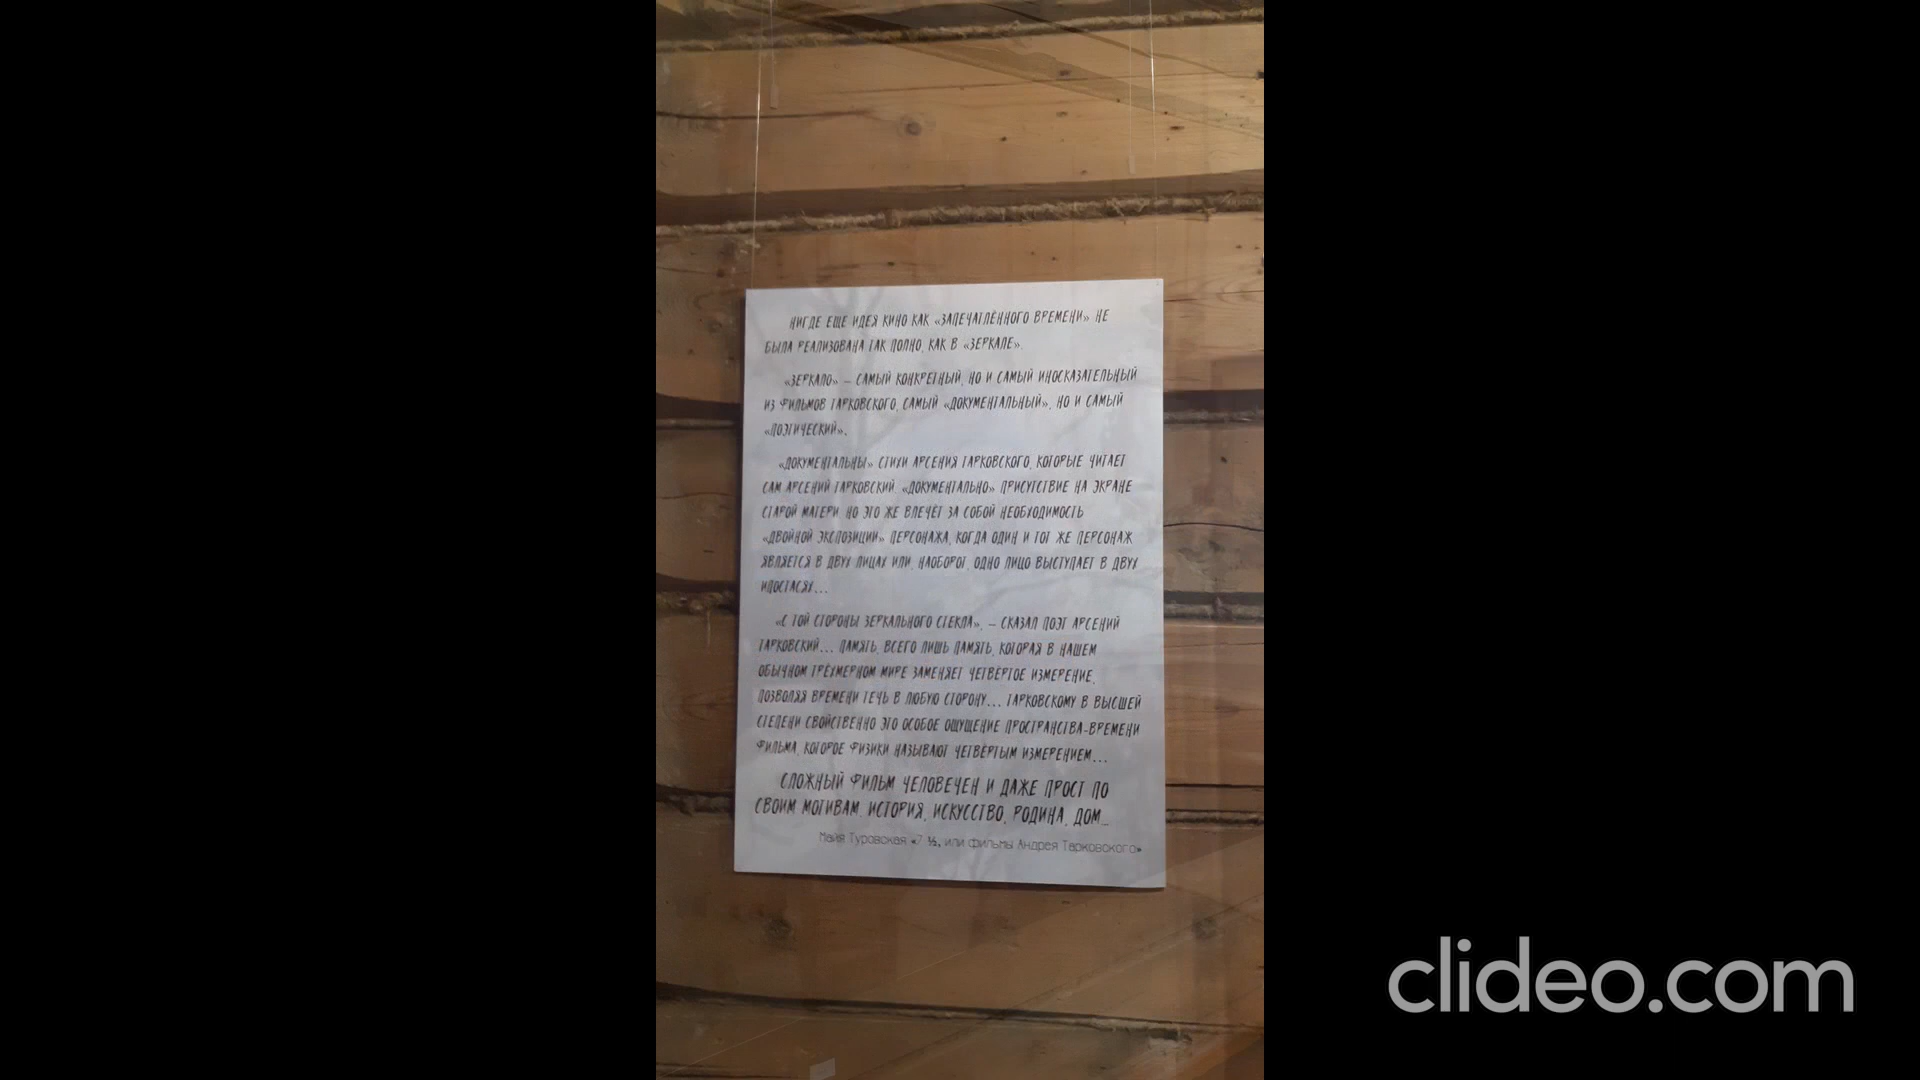 НИГДЕ ЕЩЕ ИДЕЯ КИНО КАК «ЗАПЕЧАТЛЁННОГО ВРЕМЕНИ» НЕ
БЫЛА РЕАЛИЗОВАНА ТАК ПОЛНО, КАК В «ЗЕРКАЛЕ».
«ЗЕРКАЛО» – САМЫЙ КОНКРЕТНЫЙ, НО И САМЫЙ ИНОСКАЗАТЕЛЬНЫЙ
ИЗ ФИЛЬМОВ ТАРКОВСКОГО, САМЫЙ «ДОКУМЕНТАЛЬНЫЙ», НО И САМЫЙ
«ПОЭТИЧЕСКИЙ».
«ДОКУМЕНТАЛЬНЫ» СТИХИ АРСЕНИЯ ТАРКОВСКОГО, КОТОРЫЕ ЧИТАЕТ
САМ АРСЕНИЙ ТАРКОВСКИЙ. «ДОКУМЕНТАЛЬНО» ПРИСУТСТВИЕ НА ЭКРАНЕ
СТАРОЙ МАТЕРИ. НО ЭТО ЖЕ ВЛЕЧЁТ ЗА СОБОЙ НЕОБХОДИМОСТЬ
«ДВОЙНОЙ ЭКСПОЗИЦИИ» ПЕРСОНАЖА, КОГДА ОДИН И ТОТ ЖЕ ПЕРСОНАЖ
ЯВЛЯЕТСЯ В ДВУХ ЛИЦАХ ИЛИ, НАОБОРОТ, ОДНО ЛИЦО ВЫСТУПАЕТ В ДВУХ
ИПОСТАСЯХ...
«С ТОЙ СТОРОНЫ ЗЕРКАЛЬНОГО СТЕКЛА», – СКАЗАЛ ПОЭТ АРСЕНИЙ
ТАРКОВСКИЙ... ПАМЯТЬ, ВСЕГО ЛИШЬ ПАМЯТЬ, КОТОРАЯ В НАШЕМ
ОБЫЧНОМ ТРЁХМЕРНОМ МИРЕ ЗАМЕНЯЕТ ЧЕТВЁРТОЕ ИЗМЕРЕНИЕ,
ПОЗВОЛЯЯ ВРЕМЕНИ ТЕЧЬ В ЛЮБУЮ СТОРОНУ... ТАРКОВСКОМУ В ВЫСШЕЙ
СТЕПЕНИ СВОЙСТВЕННО ЭТО ОСОБОЕ ОЩУЩЕНИЕ ПРОСТРАНСТВА-ВРЕМЕНИ
ФИЛЬМА, КОТОРОЕ ФИЗИКИ НАЗЫВАЮТ ЧЕТВЁРТЫМ ИЗМЕРЕНИЕМ...
СЛОЖНЫЙ ФИЛЬМ ЧЕЛОВЕЧЕН И ДАЖЕ ПРОСТ ПО
СВОИМ МОТИВАМ. ИСТОРИЯ, ИСКУССТВО, РОДИНА, ДОМ...
Майя Туровская «7 ½, или фильмы Андрея Тарковского»
clideo.com